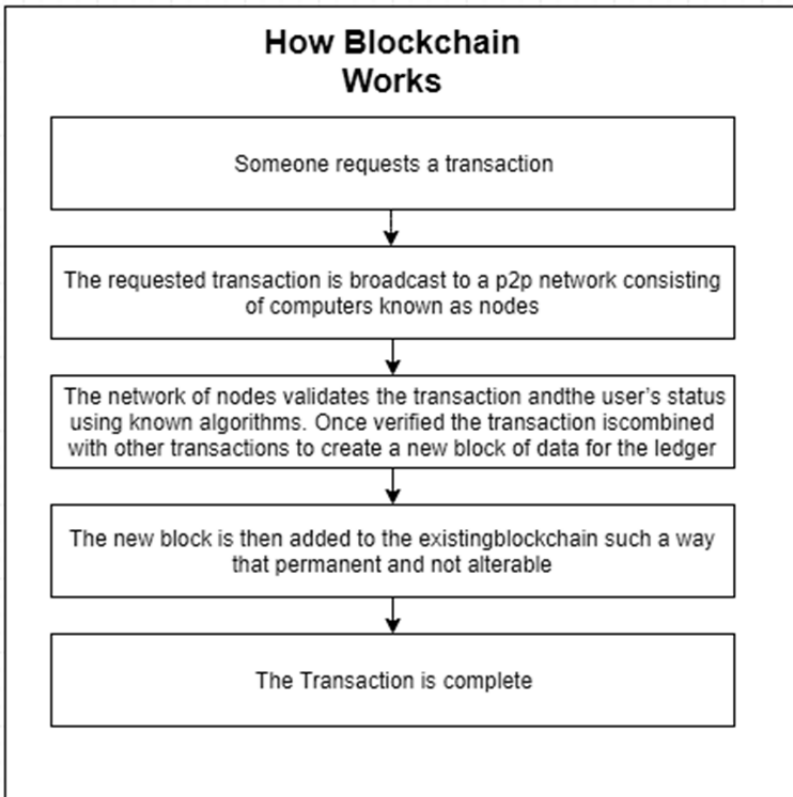 How Blockchain
Works
Someone requests a transaction
The requested transaction is broadcast to a p2p network consisting
of computers known as nodes
The network of nodes validates the transaction andthe user's status
using known algorithms. Once verified the transaction iscombined
with other transactions to create a new block of data for the ledger
The new block is then added to the existingblockchain such a way
that permanent and not alterable
The Transaction is complete